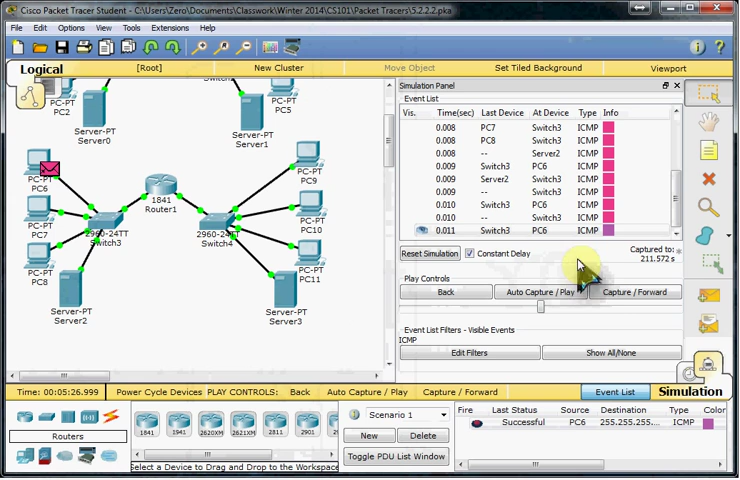 Cisco Packet Tracer Student - C:\Users\Zero\Documents\Classwork\Winter 2014\CS101\Packet Tracers\5.2.2.2.pka
File Edit Options View Tools Extensions Help
Logical [Root] New Cluster Move Object Set Tiled Background Viewport
PC-PT
PC2
Server-PT
Server0
Server-PT
Server1
PC-PT
PC5
PC-PT
PC6
PC-PT
PC7
PC-PT
PC8
Server-PT
Server2
2960-24TT
Switch3
1841
Router1
2960-24TT
Switch4
PC-PT
PC9
PC-PT
PC10
PC-PT
PC11
Server-PT
Server3
Simulation Panel
Event List
Vis. Time(sec) Last Device At Device Type Info
0.008 PC7 Switch3 ICMP
0.008 PC8 Switch3 ICMP
0.008 -- Server2 ICMP
0.009 Switch3 PC6 ICMP
0.009 Server2 Switch3 ICMP
0.009 Switch3 PC6 ICMP
0.010 -- Switch3 ICMP
0.010 -- Switch3 ICMP
0.011 Switch3 PC6 ICMP
Reset Simulation Constant Delay Captured to: *
211.572 s
Play Controls
Back Auto Capture / Play Capture / Forward
Event List Filters - Visible Events
ICMP
Edit Filters Show All/None
Time: 00:05:26.999 Power Cycle Devices PLAY CONTROLS: Back Auto Capture / Play Capture / Forward Event List Simulation
Routers
1841 1941 2620XM 2621XM 2811 2901
Select a Device to Drag and Drop to the Workspace
Scenario 1
New Delete
Toggle PDU List Window
Fire Last Status Source Destination Type Color
Successful PC6 255.255.255.... ICMP